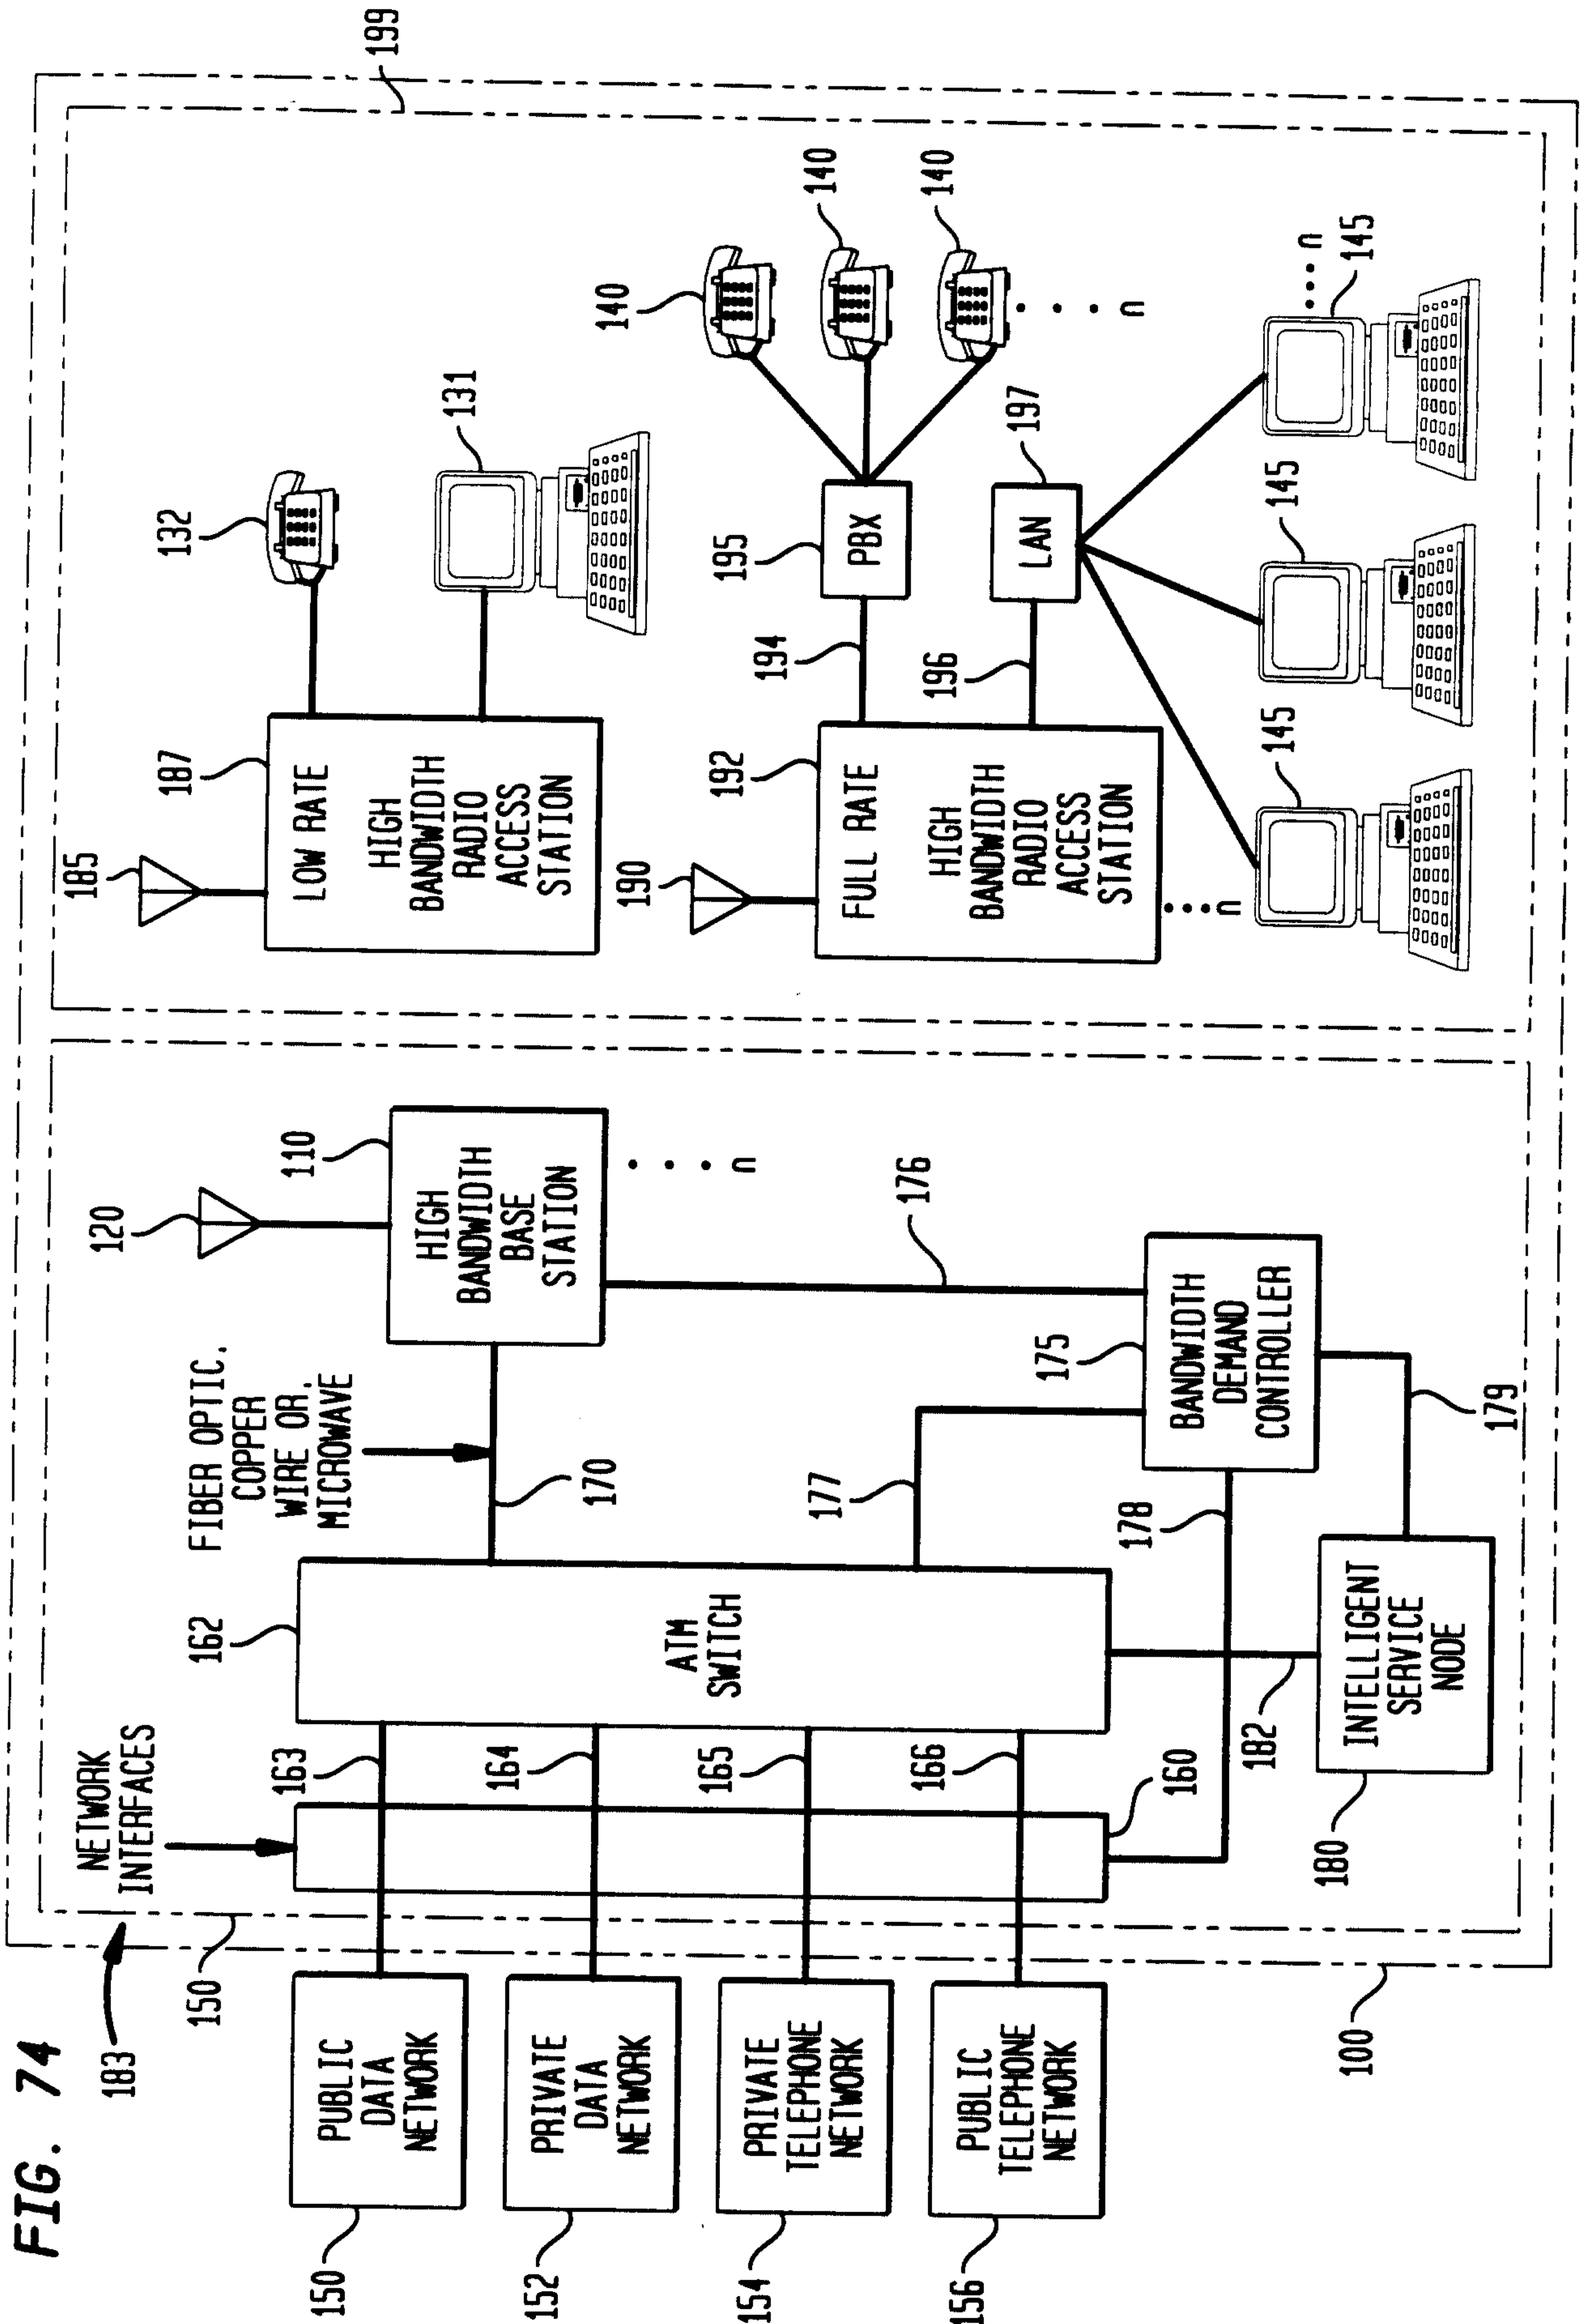 FIG. 74
183
NETWORK
INTERFACES
150
150
PUBLIC
DATA
NETWORK
152
PRIVATE
DATA
NETWORK
154
PRIVATE
TELEPHONE
NETWORK
156
PUBLIC
TELEPHONE
NETWORK
100
163
164
165
166
160
162
ATM
SWITCH
FIBER OPTIC,
COPPER
WIRE OR,
MICROWAVE
170
120
110
HIGH
BANDWIDTH
BASE
STATION
n
176
177
175
BANDWIDTH
DEMAND
CONTROLLER
178
179
182
180
INTELLIGENT
SERVICE
NODE
199
185
187
LOW RATE
HIGH
BANDWIDTH
RADIO
ACCESS
STATION
132
131
190
192
FULL RATE
HIGH
BANDWIDTH
RADIO
ACCESS
STATION
n
194
195
PBX
140
140
140
n
196
LAN
197
145
145
145
n